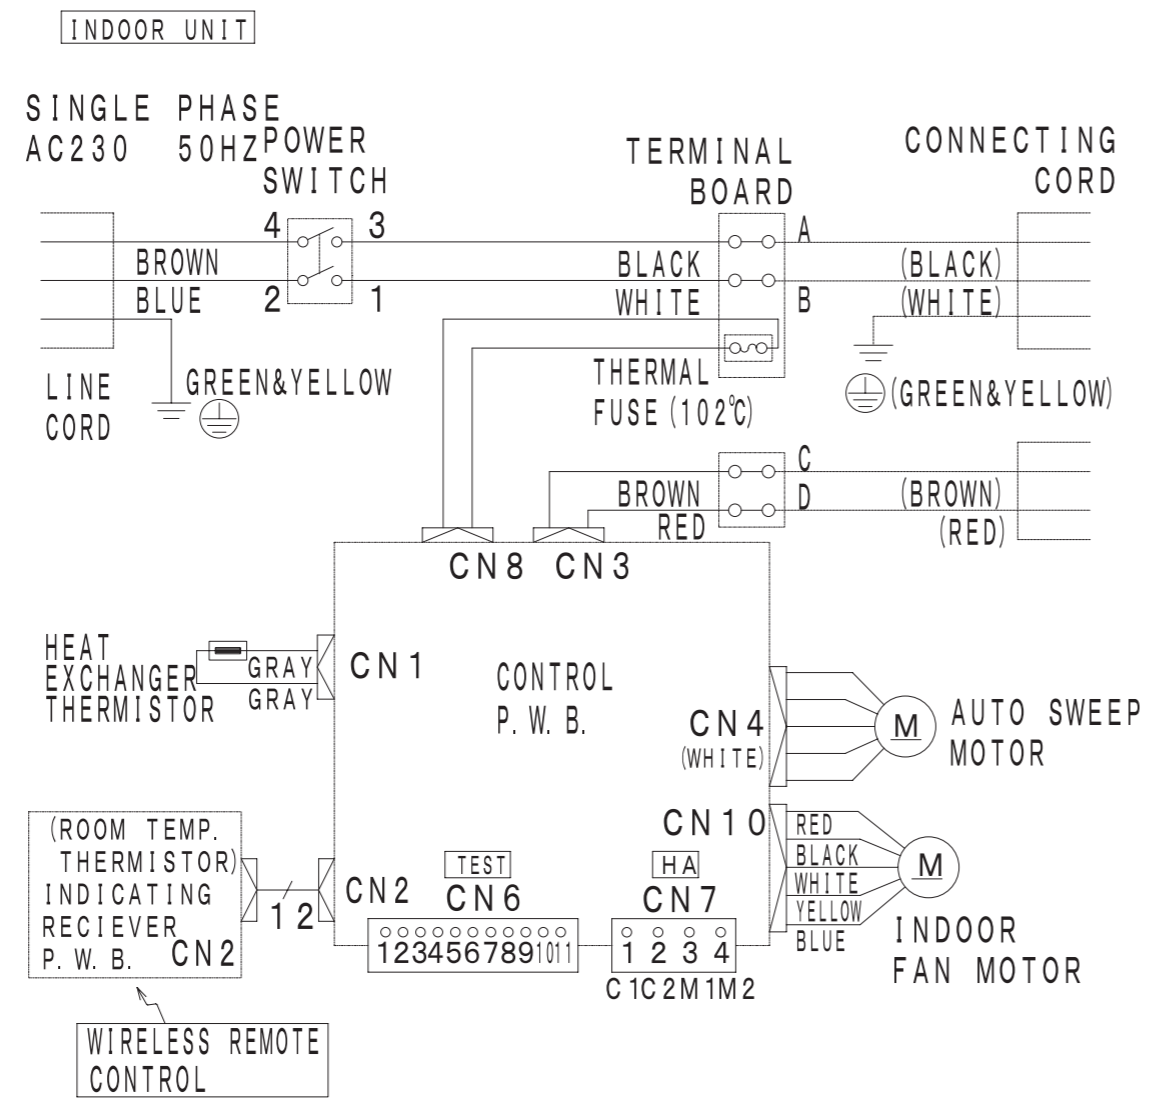 INDOOR UNIT
SINGLE PHASE
AC230 50HZ
POWER
SWITCH
TERMINAL
BOARD
CONNECTING
CORD
4 3
BROWN
BLUE
2 1
BLACK
WHITE
A
B
(BLACK)
(WHITE)
LINE
CORD
GREEN&YELLOW
THERMAL
FUSE (102℃)
(GREEN&YELLOW)
BROWN
RED
C
D
(BROWN)
(RED)
CN8 CN3
HEAT
EXCHANGER
THERMISTOR
GRAY
GRAY
CN1
CONTROL
P. W. B.
CN4
(WHITE)
M
AUTO SWEEP
MOTOR
CN10
RED
BLACK
WHITE
YELLOW
BLUE
M
INDOOR
FAN MOTOR
(ROOM TEMP.
THERMISTOR)
INDICATING
RECIEVER
P. W. B.
CN2
12
CN2
TEST
CN6
1234567891011
HA
CN7
1 2 3 4
C1C2M1M2
WIRELESS REMOTE
CONTROL